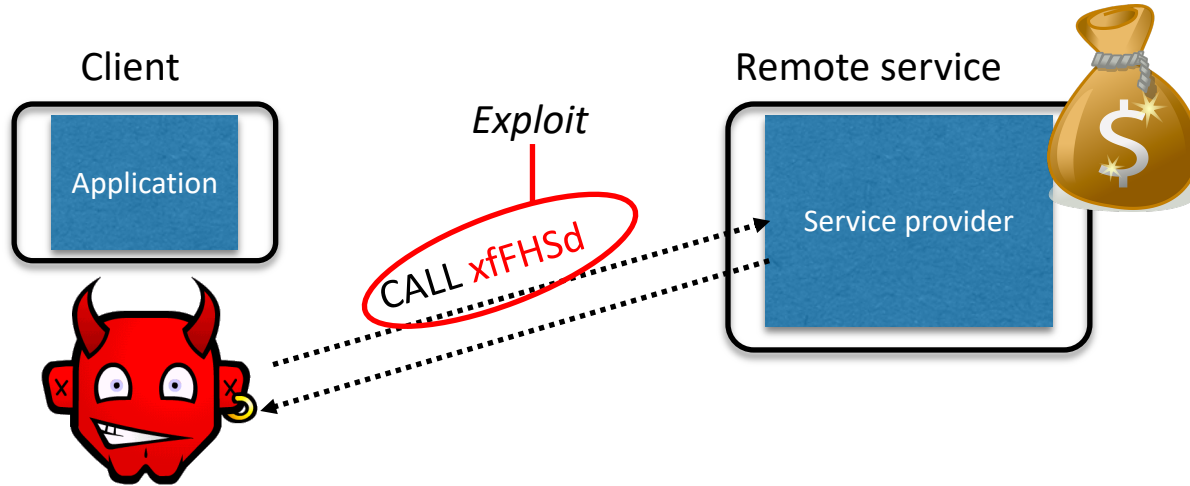 Client
Remote service
Exploit
$
Application
Service provider
CALL xfFHSd
X
X